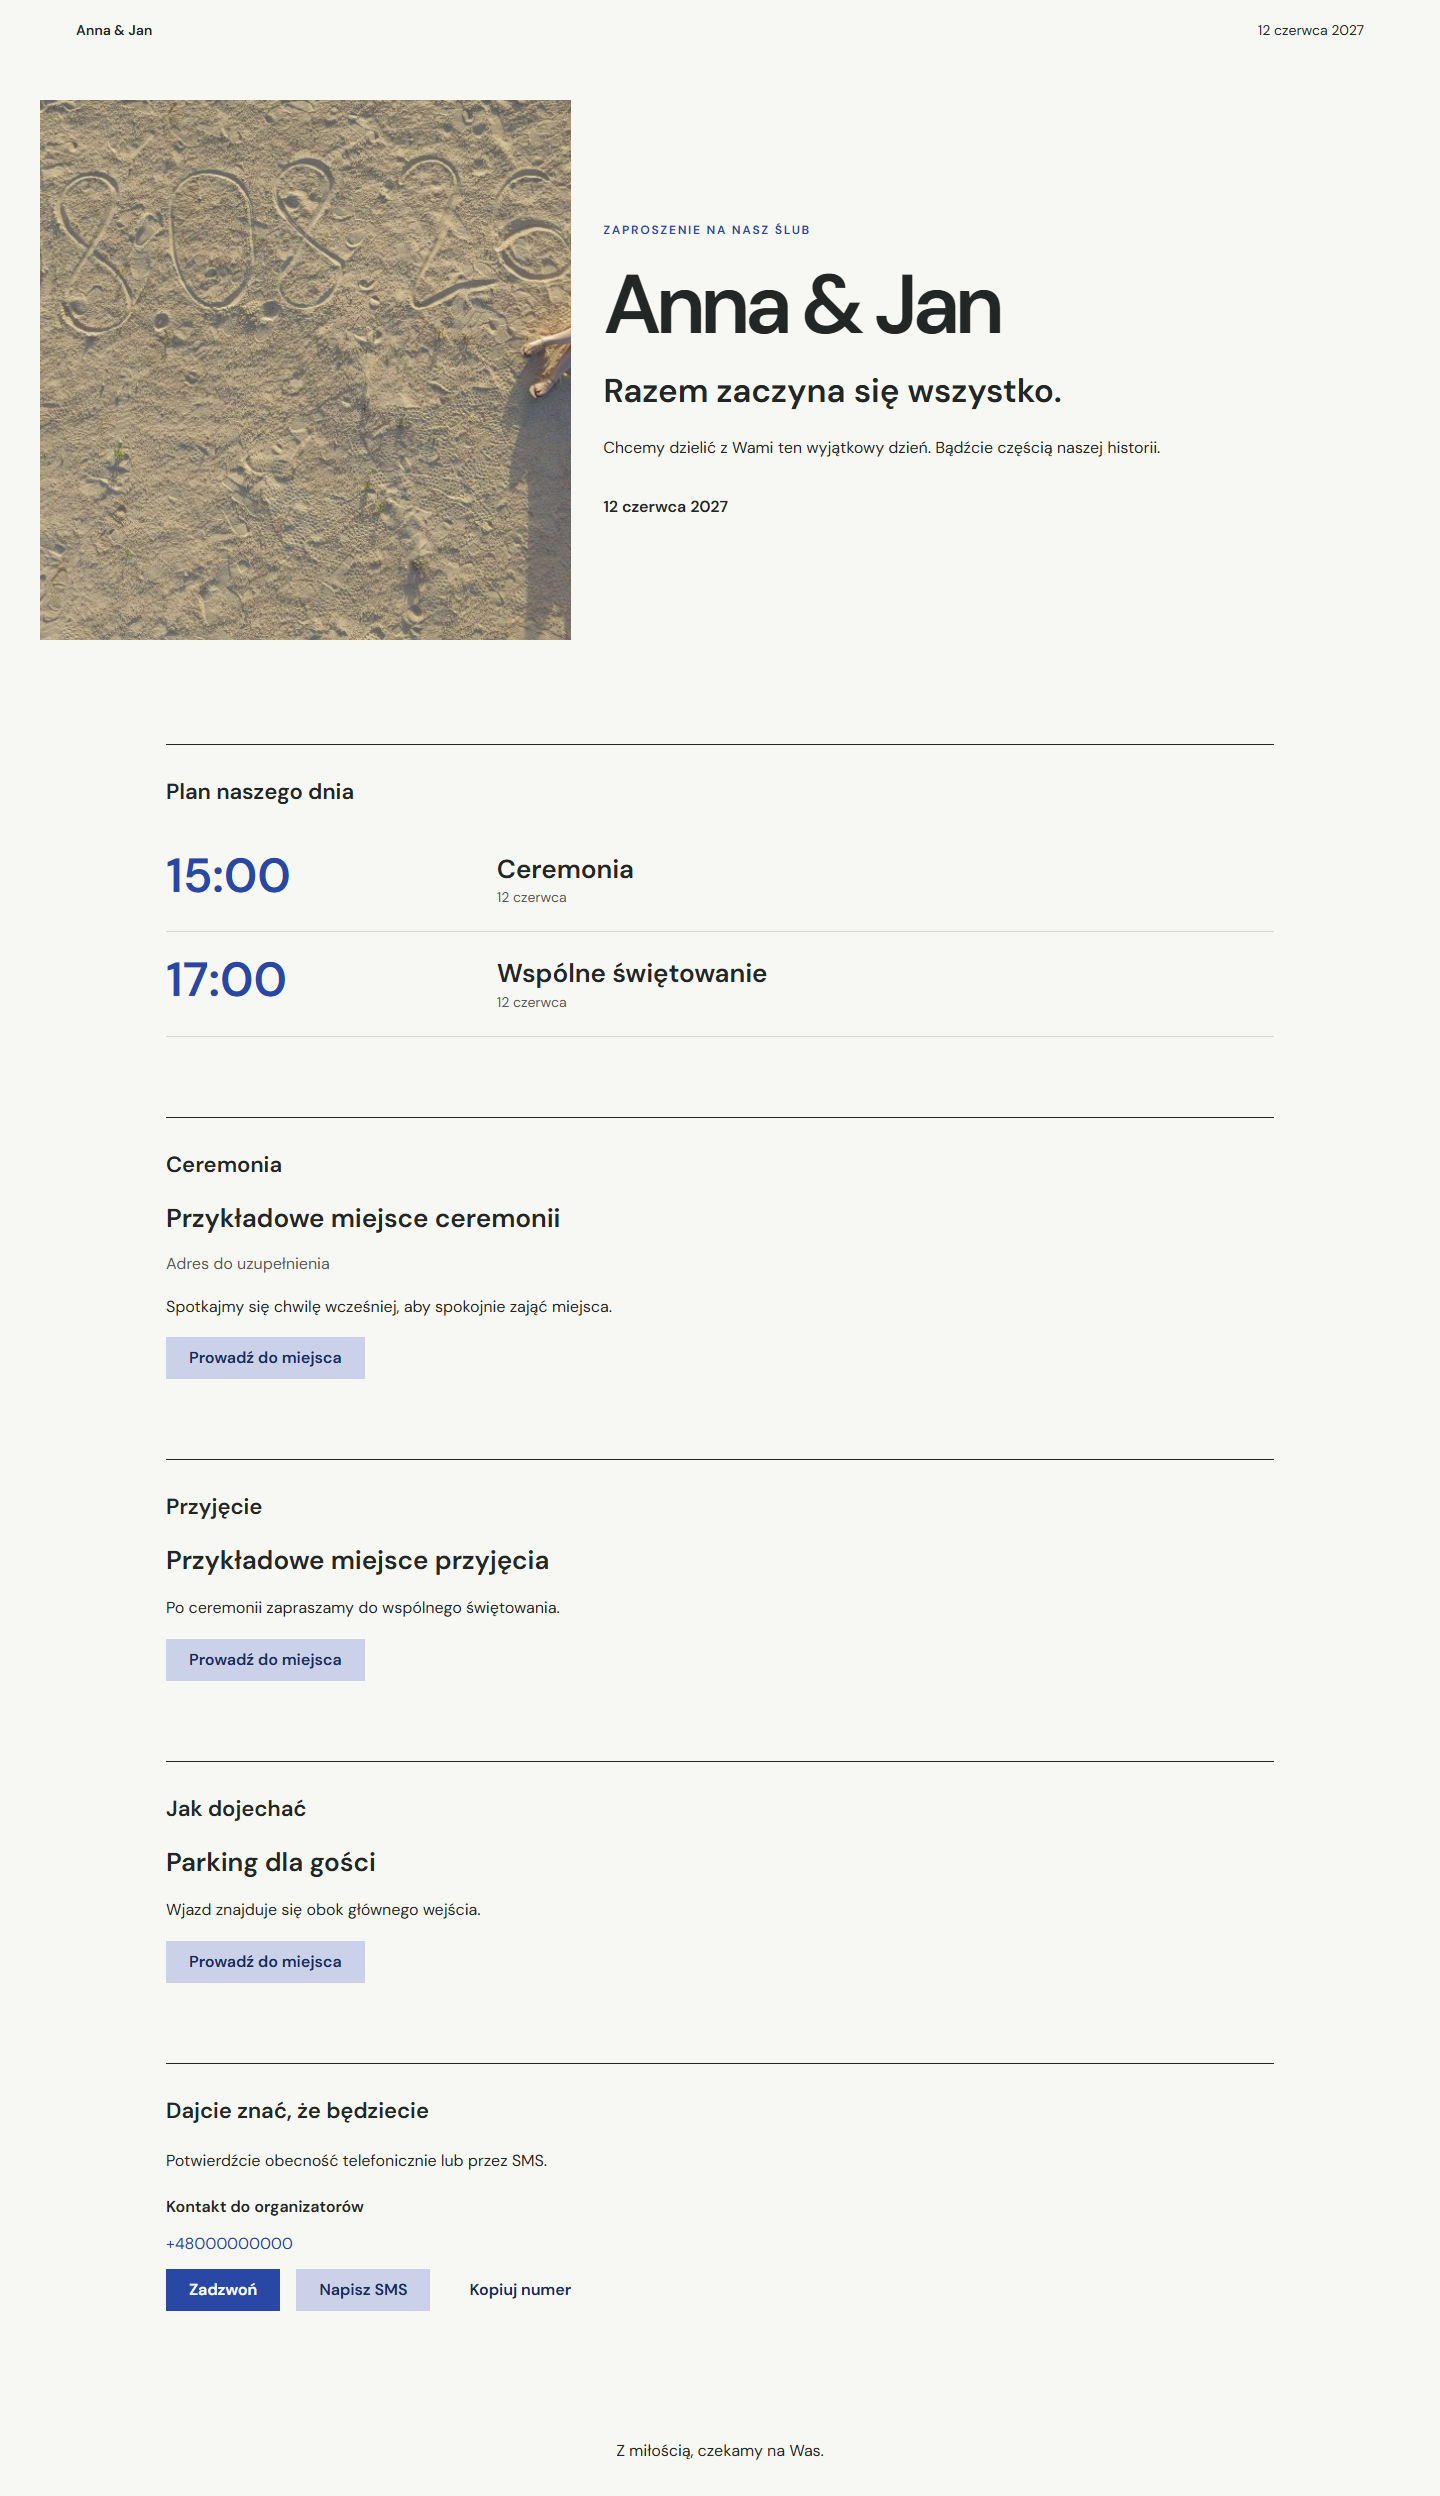 Anna & Jan
12 czerwca 2027
808 26
ZAPROSZENIE NA NASZ ŚLUB
Anna & Jan
Razem zaczyna się wszystko.
Chcemy dzielić z Wami ten wyjątkowy dzień. Bądźcie częścią naszej historii.
12 czerwca 2027
Plan naszego dnia
15:00
Ceremonia
12 czerwca
17:00
Wspólne świętowanie
12 czerwca
Ceremonia
Przykładowe miejsce ceremonii
Adres do uzupełnienia
Spotkajmy się chwilę wcześniej, aby spokojnie zająć miejsca.
Prowadź do miejsca
Przyjęcie
Przykładowe miejsce przyjęcia
Po ceremonii zapraszamy do wspólnego świętowania.
Prowadź do miejsca
Jak dojechać
Parking dla gości
Wjazd znajduje się obok głównego wejścia.
Prowadź do miejsca
Dajcie znać, że będziecie
Potwierdźcie obecność telefonicznie lub przez SMS.
Kontakt do organizatorów
+48000000000
Zadzwoń
Napisz SMS
Kopiuj numer
Z miłością, czekamy na Was.